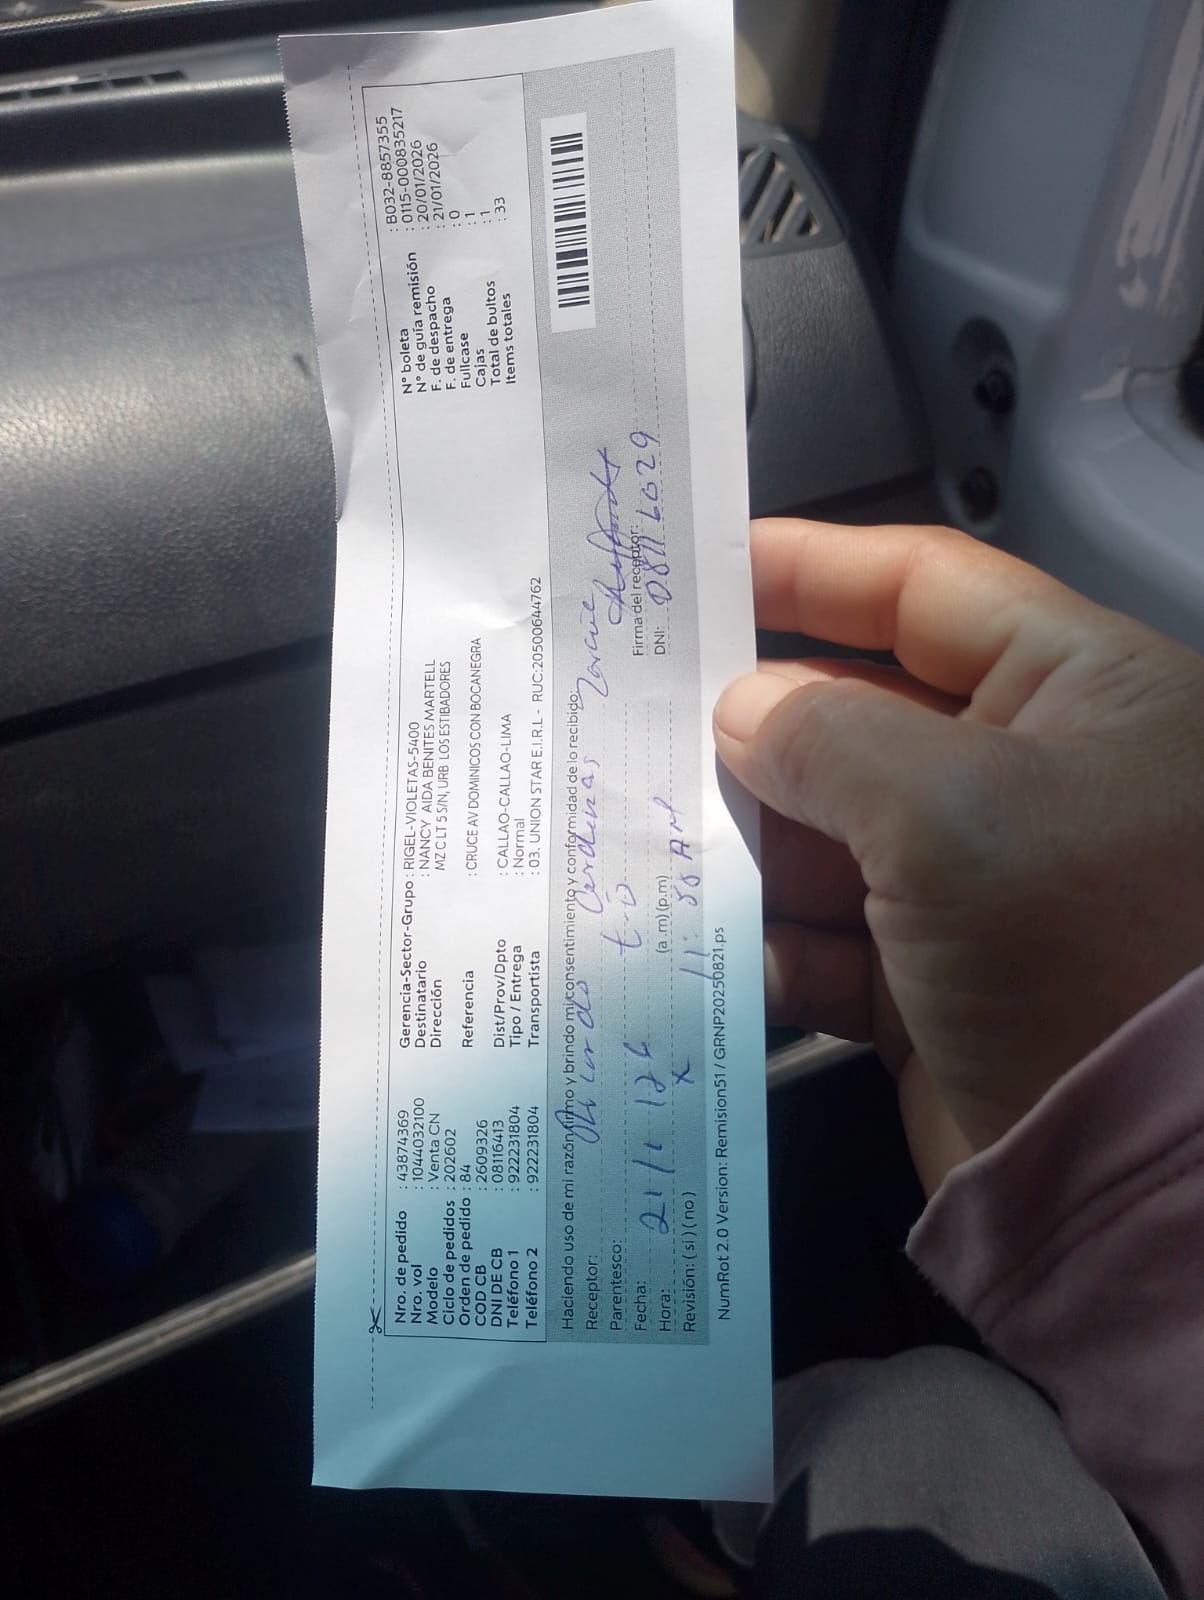 Nro. de pedido : 43874369
Nro. vol : 1044032100
Modelo : Venta CN
Ciclo de pedidos : 202602
Orden de pedido : 84
COD CB : 2609326
DNI DE CB : 08116413
Teléfono 1 : 922231804
Teléfono 2 : 922231804
Gerencia-Sector-Grupo : RIGEL-VIOLETAS-5400
Destinatario : NANCY AIDA BENITES MARTELL
Dirección MZ C LT 5 S/N, URB LOS ESTIBADORES
Referencia : CRUCE AV DOMINICOS CON BOCANEGRA
Dist/Prov/Dpto : CALLAO-CALLAO-LIMA
Tipo / Entrega : Normal
Transportista : 03. UNION STAR E.I.R.L - RUC:20500644762
N° boleta : B032-8857355
N° de guía remisión : 0115-000835217
F. de despacho : 20/01/2026
F. de entrega : 21/01/2026
Fullcase : 0
Cajas : 1
Total de bultos : 1
Items totales : 33
Haciendo uso de mi razón firmo y brindo mi consentimiento y conformidad de lo recibido:
Receptor: Ricardo Cardenas
Parentesco:
Fecha: 21/1/26
Firma del receptor:
Hora: (a .m) (p.m)
DNI: 08116029
Revisión: ( si ) ( no ) X 11:55 AM
NumRot 2.0 Version: Remision51 / GRNP20250821.ps